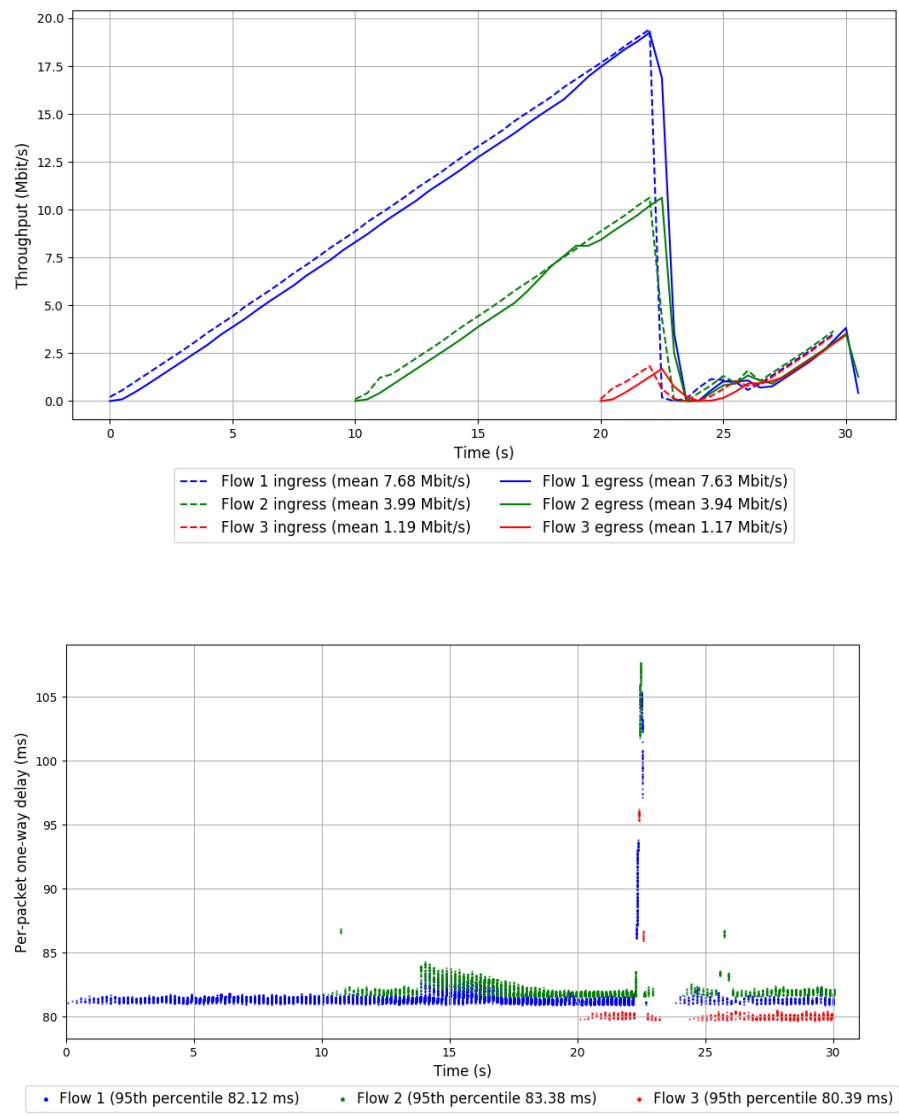 20.0
17.5
15.0
12.5
10.0
7.5
5.0
2.5
0.0
Throughput (Mbit/s)
0 5 10 15 20 25 30
Time (s)
Flow 1 ingress (mean 7.68 Mbit/s) Flow 1 egress (mean 7.63 Mbit/s)
Flow 2 ingress (mean 3.99 Mbit/s) Flow 2 egress (mean 3.94 Mbit/s)
Flow 3 ingress (mean 1.19 Mbit/s) Flow 3 egress (mean 1.17 Mbit/s)
105
100
95
90
85
80
Per-packet one-way delay (ms)
0 5 10 15 20 25 30
Time (s)
Flow 1 (95th percentile 82.12 ms) Flow 2 (95th percentile 83.38 ms) Flow 3 (95th percentile 80.39 ms)